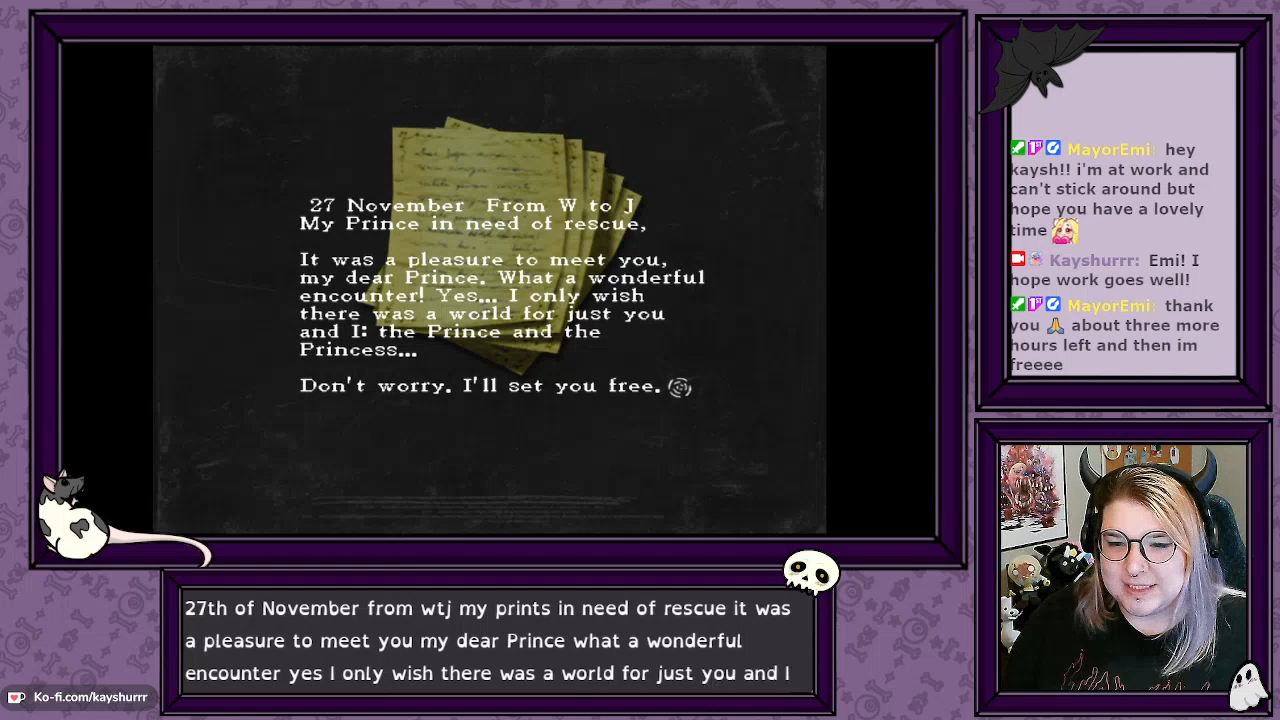 27 November From W to J
My Prince in need of rescue,
It was a pleasure to meet you,
my dear Prince. What a wonderful
encounter! Yes... I only wish
there was a world for just you
and I: the Prince and the
Princess...
Don't worry. I'll set you free.
MayorEmi: hey
kaysh!! i'm at work and
can't stick around but
hope you have a lovely
time
Kayshurrr: Emi! I
hope work goes well!
MayorEmi: thank
you 🙏 about three more
hours left and then im
freeee
27th of November from wtj my prints in need of rescue it was
a pleasure to meet you my dear Prince what a wonderful
encounter yes I only wish there was a world for just you and I
Ko-fi.com/kayshurrr